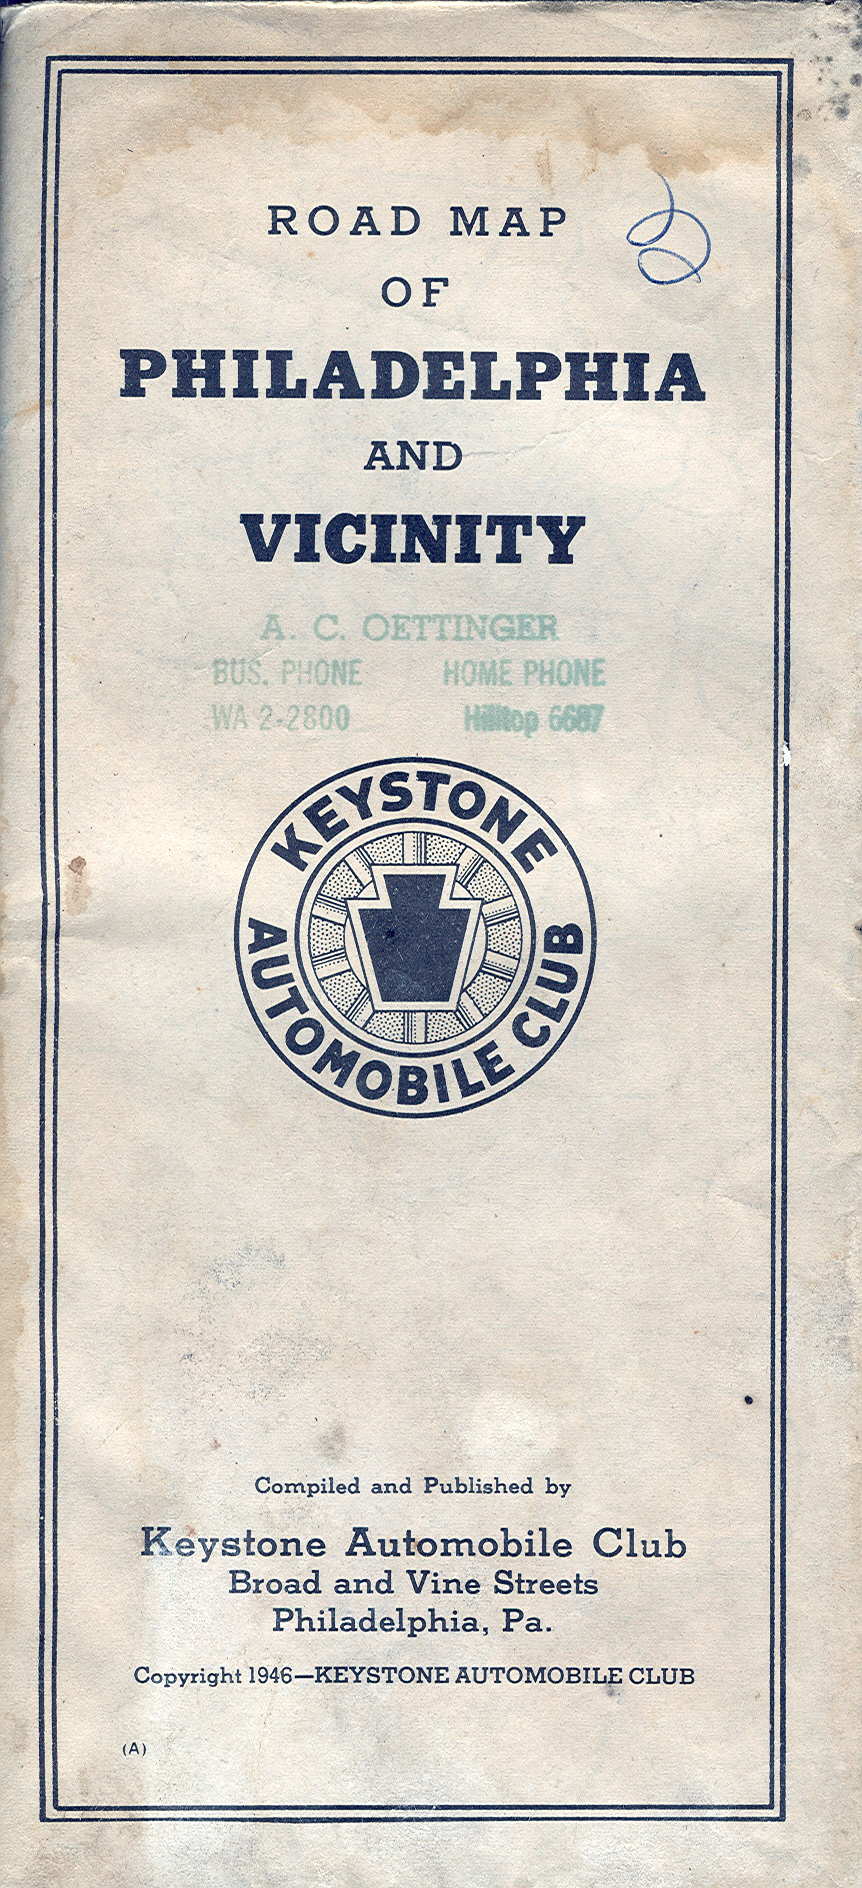 ROAD MAP
OF
PHILADELPHIA
AND
VICINITY
A. C. OETTINGER
BUS. PHONE HOME PHONE
WA 2-2800 Hilltop 6687
KEYSTONE
AUTOMOBILE CLUB
Compiled and Published by
Keystone Automobile Club
Broad and Vine Streets
Philadelphia, Pa.
Copyright 1946—KEYSTONE AUTOMOBILE CLUB
(A)